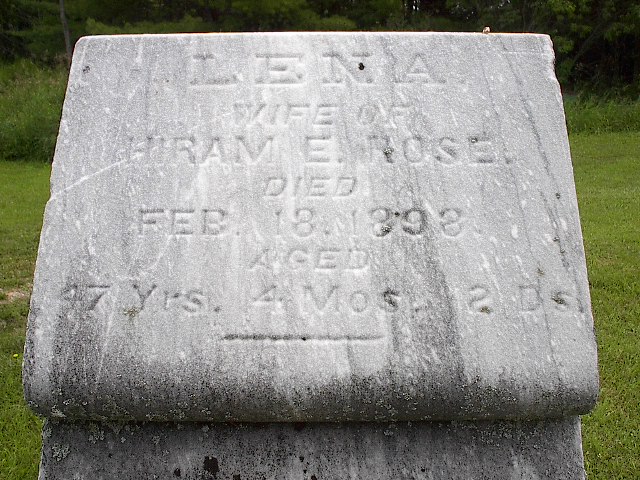 LENA
WIFE OF
HIRAM E. ROSE.
DIED
FEB. 18. 1898.
AGED
47 Yrs. 4 Mos. 2 Ds.